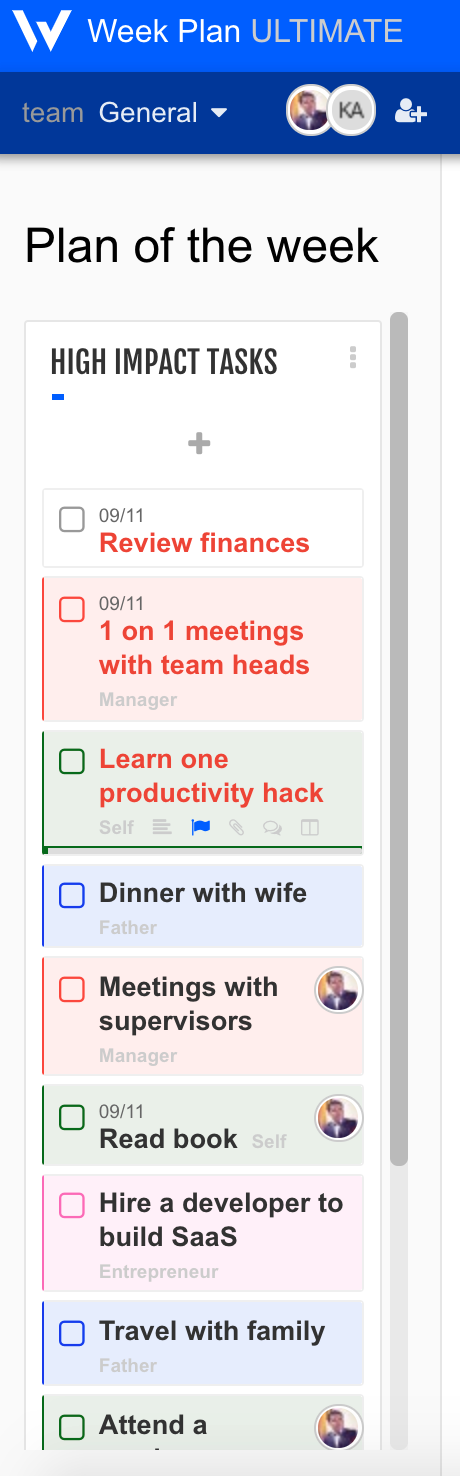 Week Plan ULTIMATE
team General
KA
Plan of the week
HIGH IMPACT TASKS
09/11
Review finances
09/11
1 on 1 meetings
with team heads
Manager
Learn one
productivity hack
Self
Dinner with wife
Father
Meetings with
supervisors
Manager
09/11
Read book Self
Hire a developer to
build SaaS
Entrepreneur
Travel with family
Father
Attend a